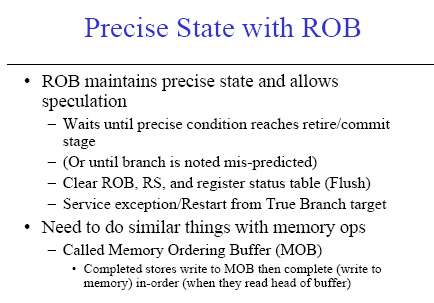 Precise State with ROB
• ROB maintains precise state and allows
speculation
– Waits until precise condition reaches retire/commit
stage
– (Or until branch is noted mis-predicted)
– Clear ROB, RS, and register status table (Flush)
– Service exception/Restart from True Branch target
• Need to do similar things with memory ops
– Called Memory Ordering Buffer (MOB)
• Completed stores write to MOB then complete (write to
memory) in-order (when they read head of buffer)